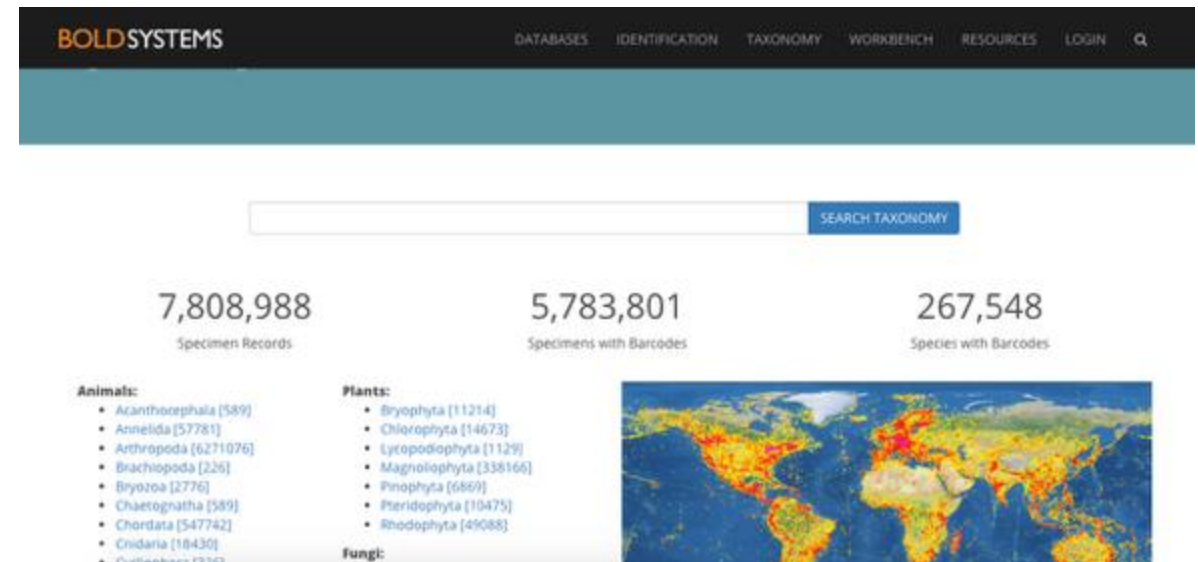 BOLDSYSTEMS
DATABASES IDENTIFICATION TAXONOMY WORKBENCH RESOURCES LOGIN
SEARCH TAXONOMY
7,808,988
Specimen Records
5,783,801
Specimens with Barcodes
267,548
Species with Barcodes
Animals:
• Acanthocephala [589]
• Annelida [57781]
• Arthropoda [6271076]
• Brachiopoda [226]
• Bryozoa [2776]
• Chaetognatha [589]
• Chordata [547742]
• Cnidaria [18430]
Plants:
• Bryophyta [11214]
• Chlorophyta [14673]
• Lycopodiophyta [1129]
• Magnoliophyta [338166]
• Pinophyta [6869]
• Pteridophyta [10475]
• Rhodophyta [49088]
Fungi: